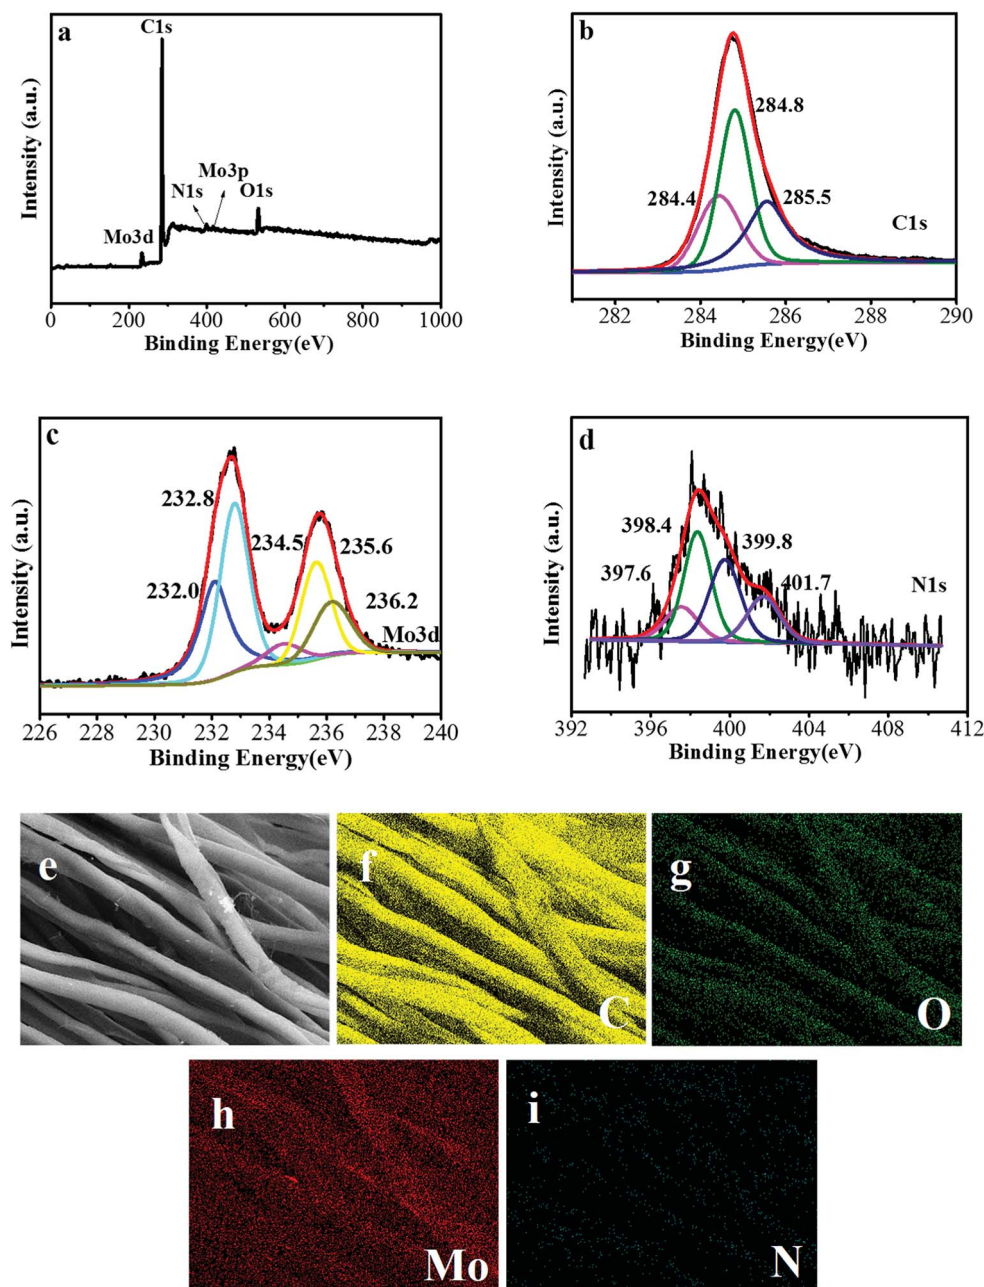 a
C1s
Mo3p
N1s
O1s
Mo3d
Intensity (a.u.)
0 200 400 600 800 1000
Binding Energy(eV)
b
284.8
284.4
285.5
C1s
Intensity (a.u.)
282 284 286 288 290
Binding Energy(eV)
c
232.8
234.5
235.6
232.0
236.2
Mo3d
Intensity (a.u.)
226 228 230 232 234 236 238 240
Binding Energy(eV)
d
398.4
399.8
397.6
401.7
N1s
Intensity (a.u.)
392 396 400 404 408 412
Binding Energy(eV)
e
f
C
g
O
h
Mo
i
N